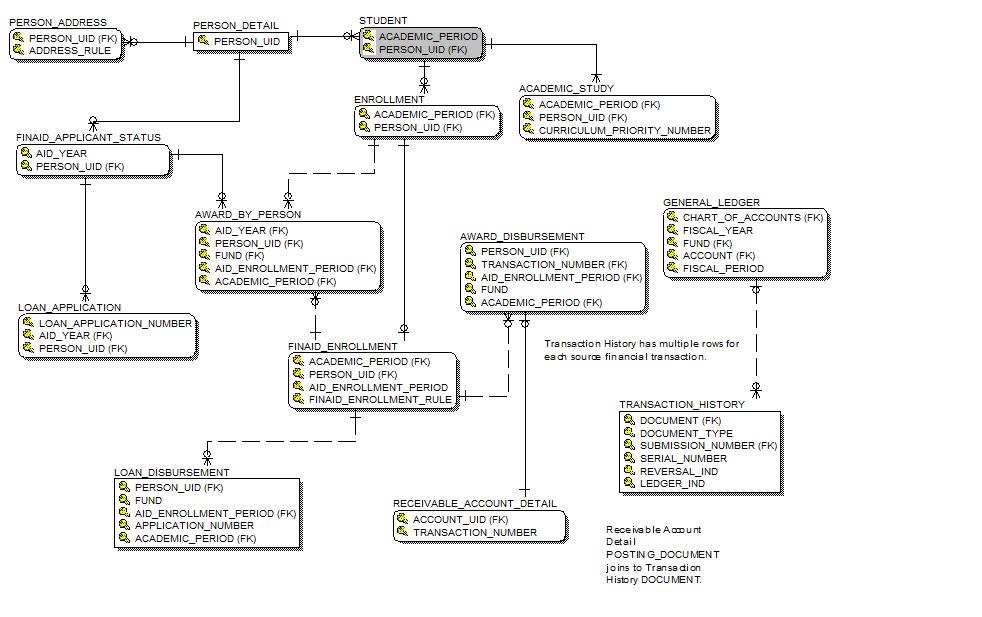 PERSON_ADDRESS
PERSON_UID (FK)
ADDRESS_RULE
PERSON_DETAIL
PERSON_UID
STUDENT
ACADEMIC_PERIOD
PERSON_UID (FK)
ENROLLMENT
ACADEMIC_PERIOD (FK)
PERSON_UID (FK)
ACADEMIC_STUDY
ACADEMIC_PERIOD (FK)
PERSON_UID (FK)
CURRICULUM_PRIORITY_NUMBER
FINAID_APPLICANT_STATUS
AID_YEAR
PERSON_UID (FK)
AWARD_BY_PERSON
AID_YEAR (FK)
PERSON_UID (FK)
FUND (FK)
AID_ENROLLMENT_PERIOD (FK)
ACADEMIC_PERIOD (FK)
AWARD_DISBURSEMENT
PERSON_UID (FK)
TRANSACTION_NUMBER (FK)
AID_ENROLLMENT_PERIOD (FK)
FUND
ACADEMIC_PERIOD (FK)
GENERAL_LEDGER
CHART_OF_ACCOUNTS (FK)
FISCAL_YEAR
FUND (FK)
ACCOUNT (FK)
FISCAL_PERIOD
LOAN_APPLICATION
LOAN_APPLICATION_NUMBER
AID_YEAR (FK)
PERSON_UID (FK)
FINAID_ENROLLMENT
ACADEMIC_PERIOD (FK)
PERSON_UID (FK)
AID_ENROLLMENT_PERIOD
FINAID_ENROLLMENT_RULE
Transaction History has multiple rows for
each source financial transaction.
TRANSACTION_HISTORY
DOCUMENT (FK)
DOCUMENT_TYPE
SUBMISSION_NUMBER (FK)
SERIAL_NUMBER
REVERSAL_IND
LEDGER_IND
LOAN_DISBURSEMENT
PERSON_UID (FK)
FUND
AID_ENROLLMENT_PERIOD (FK)
APPLICATION_NUMBER
ACADEMIC_PERIOD (FK)
RECEIVABLE_ACCOUNT_DETAIL
ACCOUNT_UID (FK)
TRANSACTION_NUMBER
Receivable Account
Detail
POSTING_DOCUMENT
joins to Transaction
History DOCUMENT.